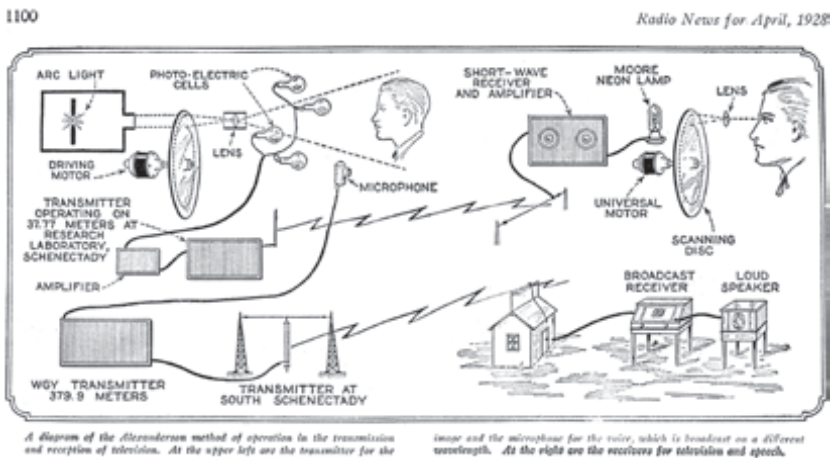 1100
Radio News for April, 1928
ARC LIGHT
PHOTO-ELECTRIC
CELLS
LENS
DRIVING
MOTOR
MICROPHONE
TRANSMITTER
OPERATING ON
37.77 METERS AT
RESEARCH
LABORATORY,
SCHENECTADY
AMPLIFIER
WGY TRANSMITTER
379.9 METERS
TRANSMITTER AT
SOUTH SCHENECTADY
SHORT-WAVE
RECEIVER
AND AMPLIFIER
MOORE
NEON LAMP
LENS
UNIVERSAL
MOTOR
SCANNING
DISC
BROADCAST
RECEIVER
LOUD
SPEAKER
A diagram of the Alexanderson method of operation in the transmission
and reception of television. At the upper left are the transmitter for the
image and the microphone for the voice, which is broadcast on a different
wavelength. At the right are the receivers for television and speech.